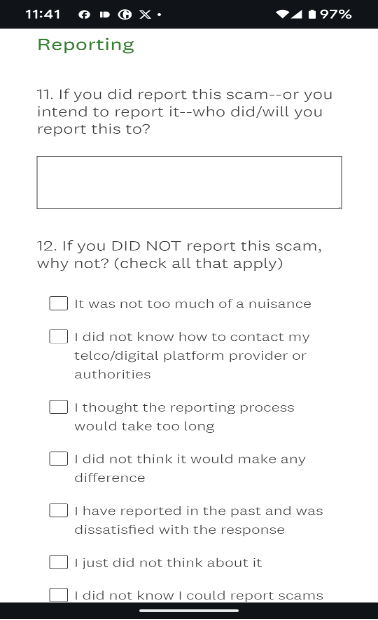 11:41
97%
Reporting
11. If you did report this scam--or you
intend to report it--who did/will you
report this to?
12. If you DID NOT report this scam,
why not? (check all that apply)
It was not too much of a nuisance
I did not know how to contact my
telco/digital platform provider or
authorities
I thought the reporting process
would take too long
I did not think it would make any
difference
I have reported in the past and was
dissatisfied with the response
I just did not think about it
I did not know I could report scams